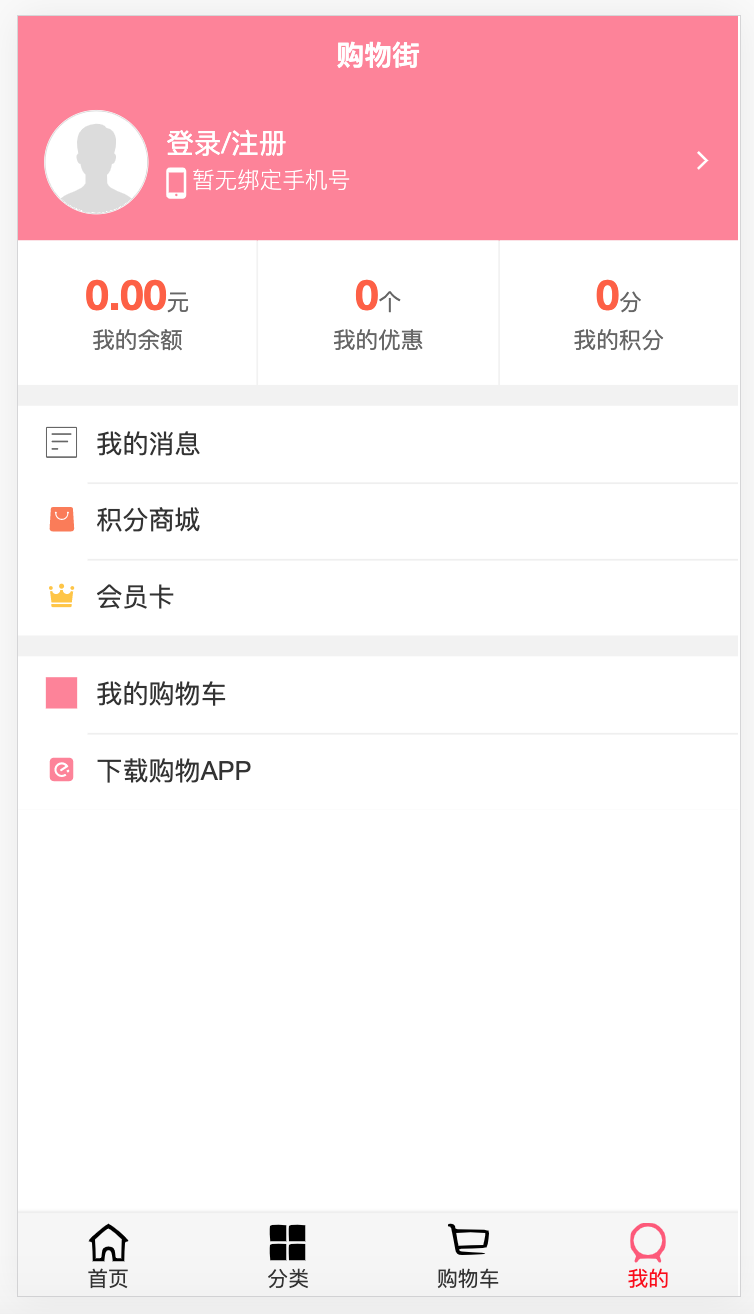 购物街
登录/注册
暂无绑定手机号
0.00元
0个
0分
我的余额
我的优惠
我的积分
我的消息
积分商城
会员卡
我的购物车
下载购物APP
首页
分类
购物车
我的